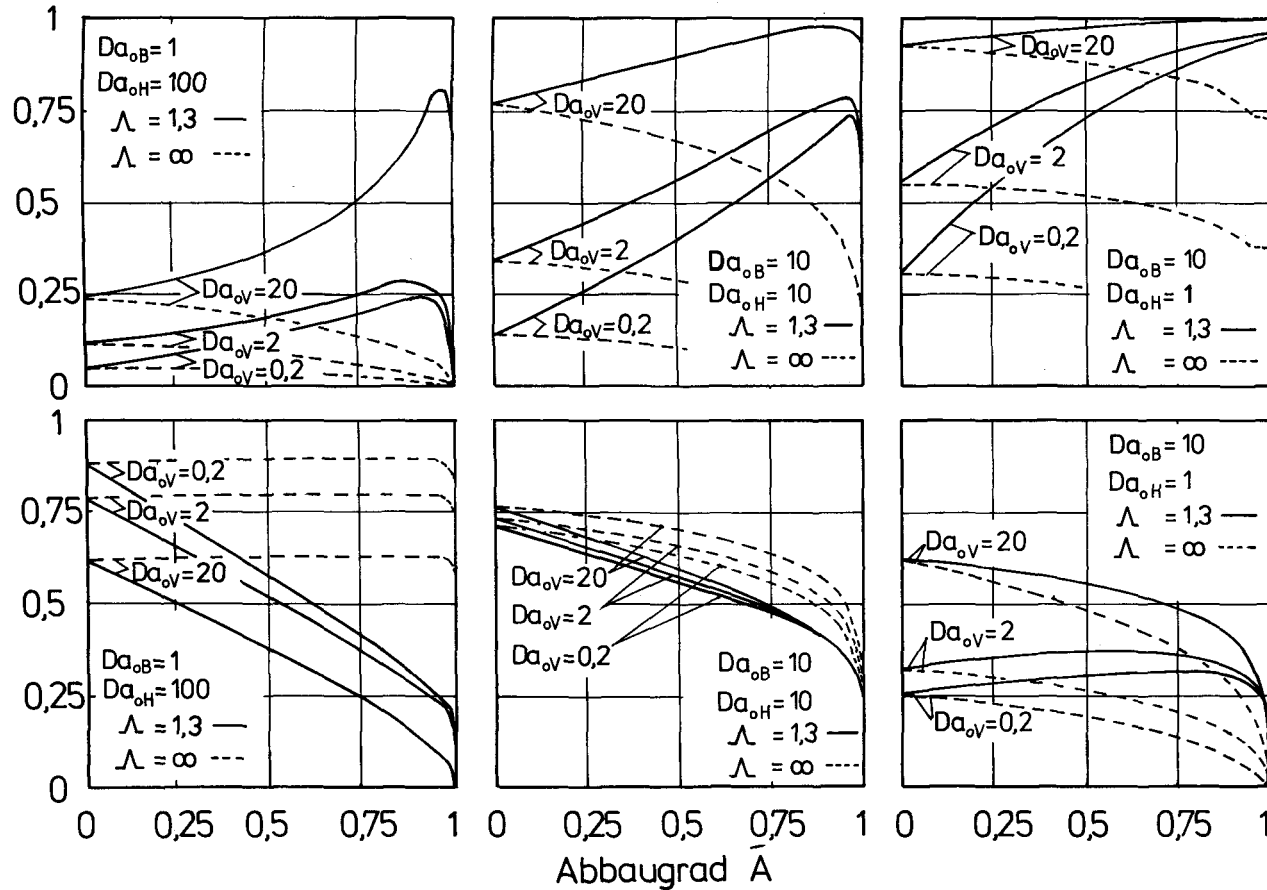 1
0,75
0,5
0,25
0
Da₀B = 1
Da₀H = 100
Λ = 1,3
Λ = ∞
Da₀V = 20
Da₀V = 2
Da₀V = 0,2
Da₀V = 20
Da₀V = 2
Da₀V = 0,2
Da₀B = 10
Da₀H = 10
Λ = 1,3
Λ = ∞
Da₀V = 20
Da₀V = 2
Da₀V = 0,2
Da₀B = 10
Da₀H = 1
Λ = 1,3
Λ = ∞
1
0,75
0,5
0,25
0
Da₀V = 0,2
Da₀V = 2
Da₀V = 20
Da₀B = 1
Da₀H = 100
Λ = 1,3
Λ = ∞
Da₀V = 20
Da₀V = 2
Da₀V = 0,2
Da₀B = 10
Da₀H = 10
Λ = 1,3
Λ = ∞
Da₀B = 10
Da₀H = 1
Λ = 1,3
Λ = ∞
Da₀V = 20
Da₀V = 2
Da₀V = 0,2
0 0,25 0,5 0,75 1
0 0,25 0,5 0,75 1
0 0,25 0,5 0,75 1
Abbaugrad Ā